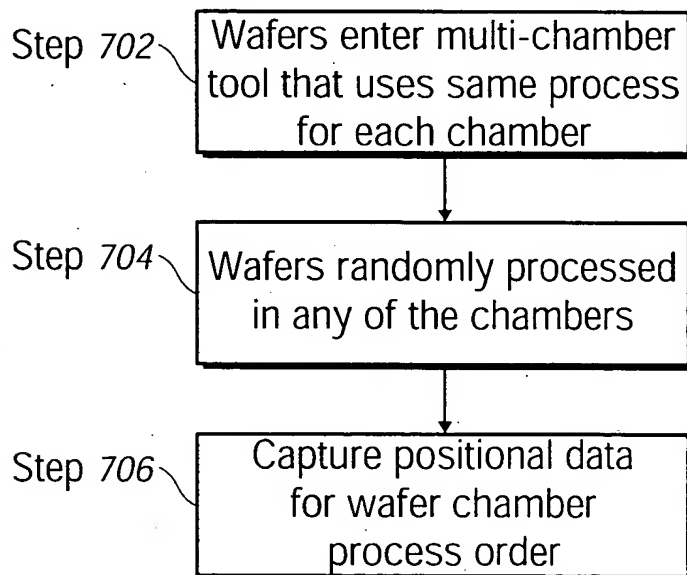 Step 702
Wafers enter multi-chamber
tool that uses same process
for each chamber
Step 704
Wafers randomly processed
in any of the chambers
Step 706
Capture positional data
for wafer chamber
process order